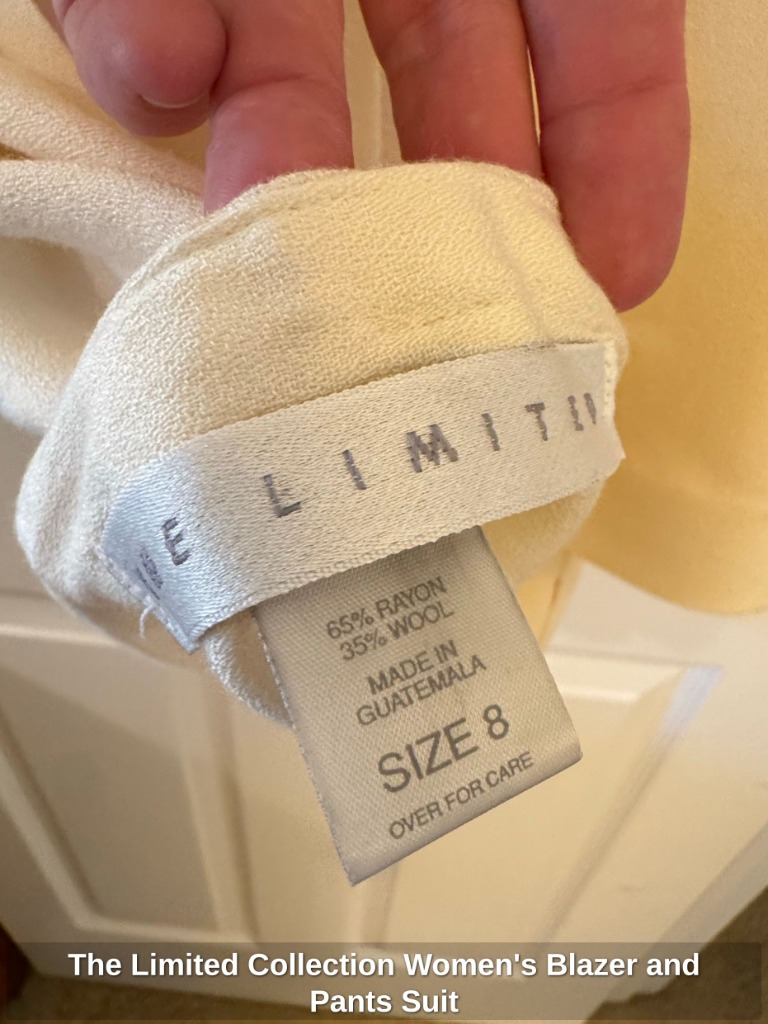 E LIMITED
65% RAYON
35% WOOL
MADE IN
GUATEMALA
SIZE 8
OVER FOR CARE
The Limited Collection Women's Blazer and
Pants Suit